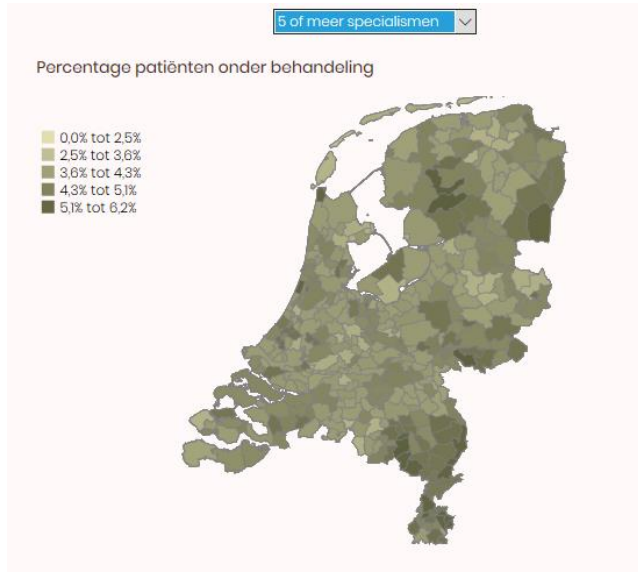 5 of meer specialismen
Percentage patiënten onder behandeling
0,0% tot 2,5%
2,5% tot 3,6%
3,6% tot 4,3%
4,3% tot 5,1%
5,1% tot 6,2%